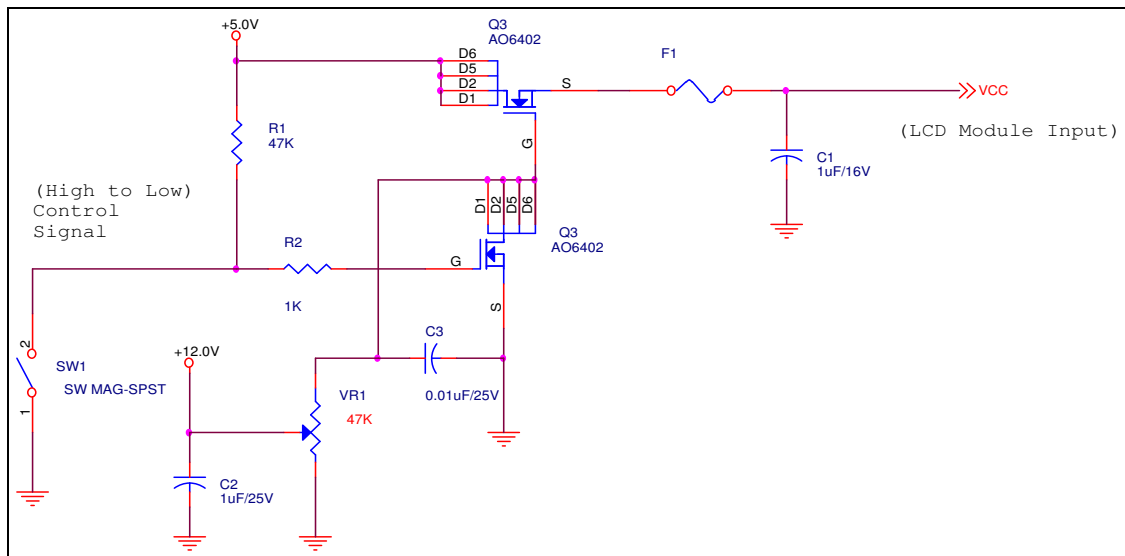 +5.0V
Q3
AO6402
F1
D6
D5
D2
D1
S
VCC
(LCD Module Input)
R1
47K
G
C1
1uF/16V
(High to Low)
Control
Signal
D1
D2
D5
D6
Q3
AO6402
R2
1K
G
S
C3
0.01uF/25V
+12.0V
2
SW1
SW MAG-SPST
1
VR1
47K
C2
1uF/25V